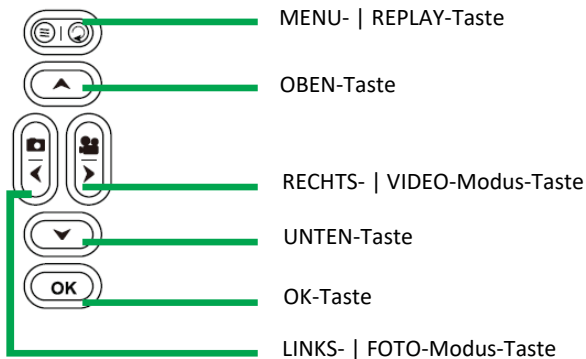 MENU- | REPLAY-Taste
OBEN-Taste
RECHTS- | VIDEO-Modus-Taste
UNTEN-Taste
OK
OK-Taste
LINKS- | FOTO-Modus-Taste